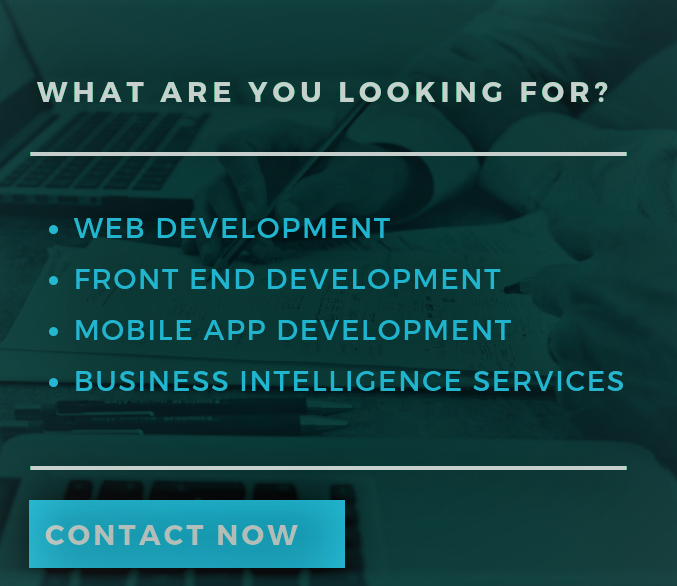 WHAT ARE YOU LOOKING FOR?
• WEB DEVELOPMENT
• FRONT END DEVELOPMENT
• MOBILE APP DEVELOPMENT
• BUSINESS INTELLIGENCE SERVICES
CONTACT NOW